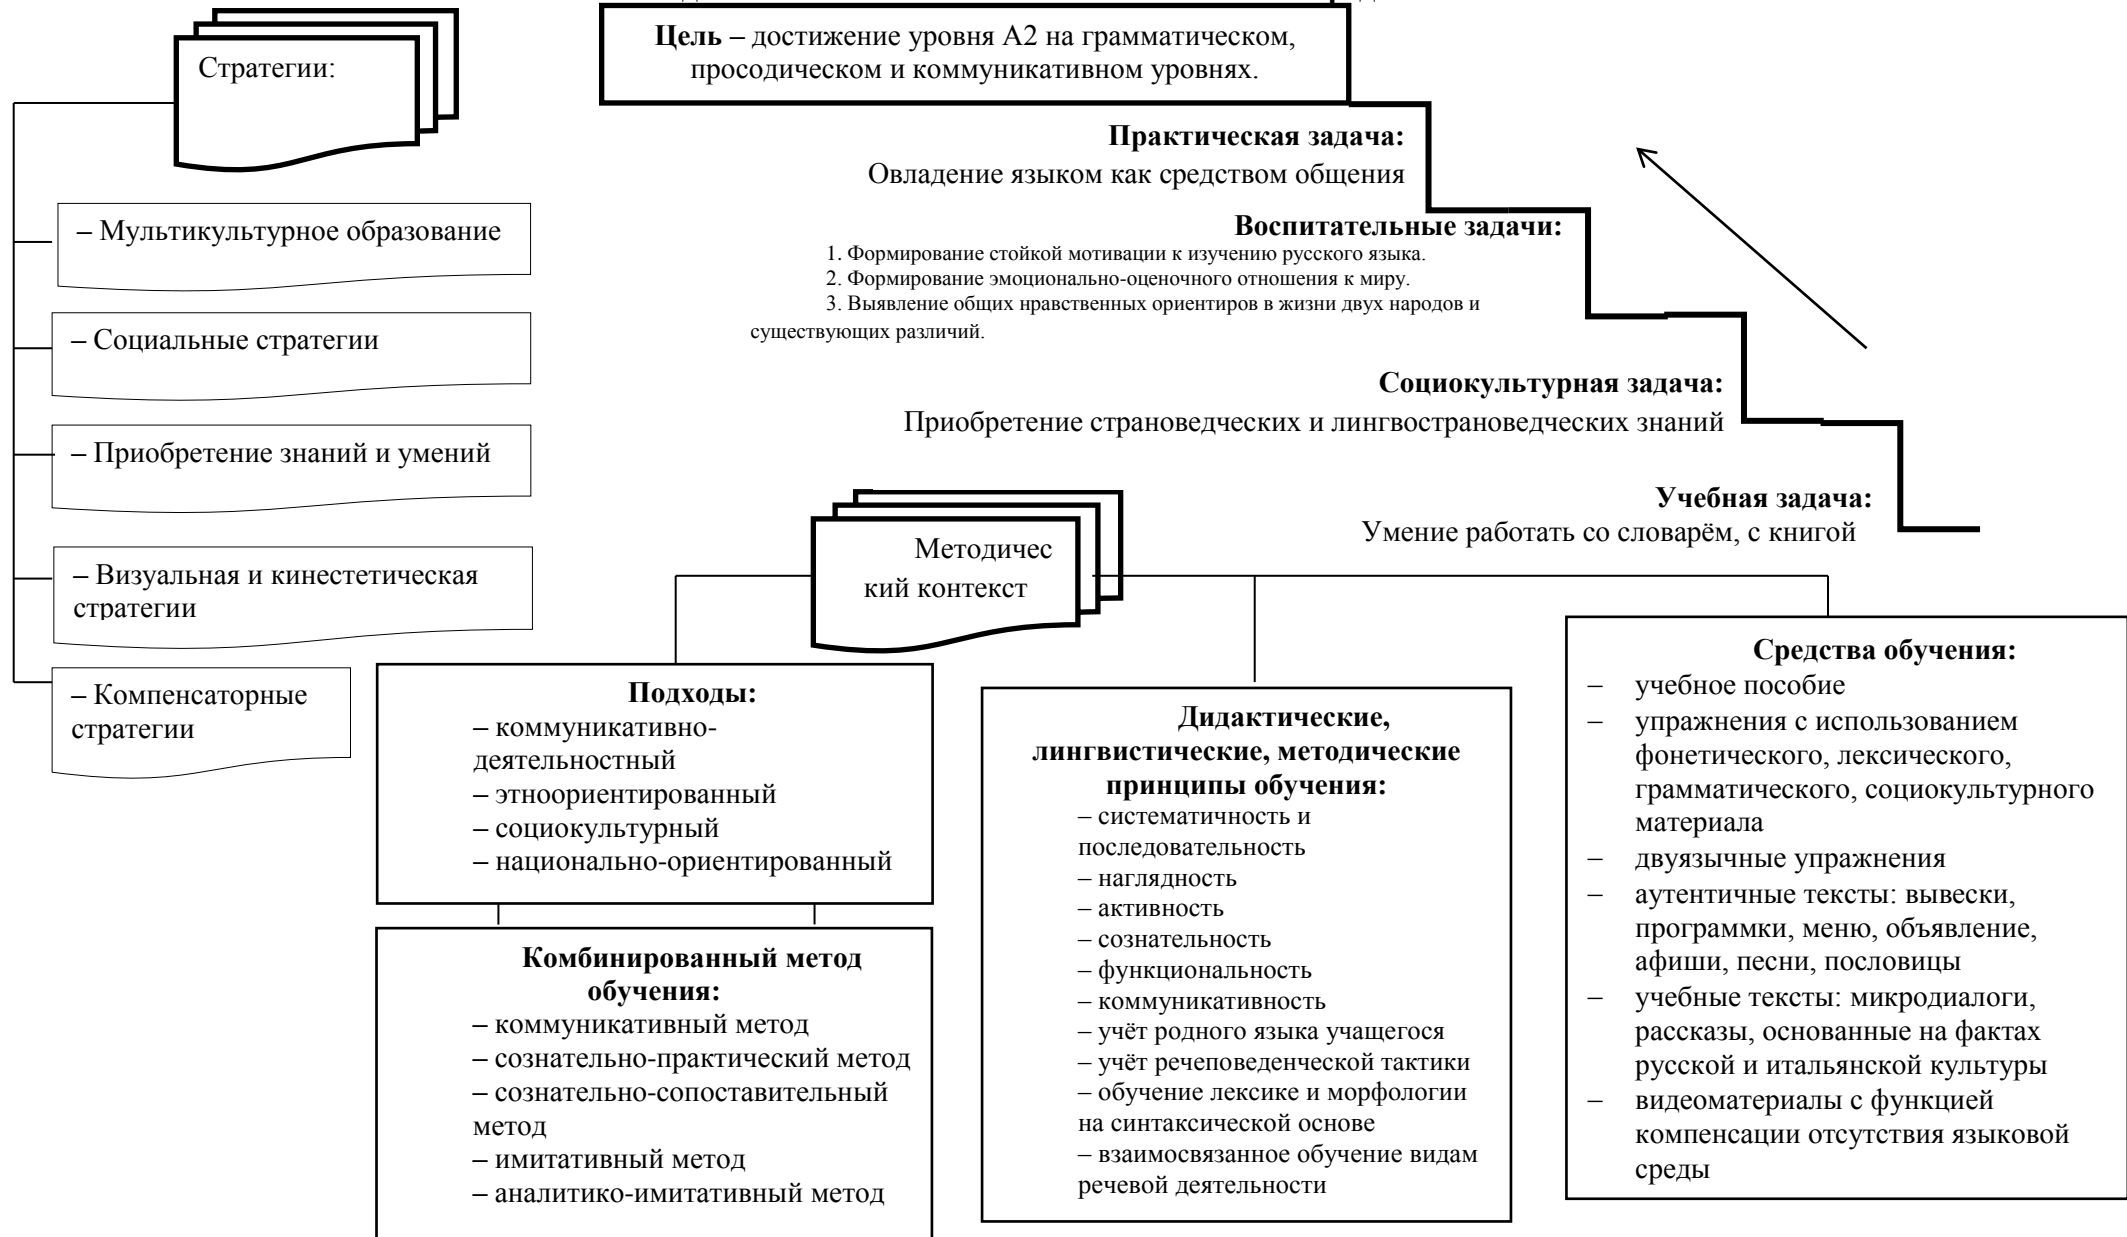 Цель – достижение уровня А2 на грамматическом,
просодическом и коммуникативном уровнях.
Стратегии:
– Мультикультурное образование
– Социальные стратегии
– Приобретение знаний и умений
– Визуальная и кинестетическая
стратегии
– Компенсаторные
стратегии
Практическая задача:
Овладение языком как средством общения
Воспитательные задачи:
1. Формирование стойкой мотивации к изучению русского языка.
2. Формирование эмоционально-оценочного отношения к миру.
3. Выявление общих нравственных ориентиров в жизни двух народов и
существующих различий.
Социокультурная задача:
Приобретение страноведческих и лингвострановедческих знаний
Учебная задача:
Умение работать со словарём, с книгой
Методичес
кий контекст
Подходы:
– коммуникативно-
деятельностный
– этноориентированный
– социокультурный
– национально-ориентированный
Комбинированный метод
обучения:
– коммуникативный метод
– сознательно-практический метод
– сознательно-сопоставительный
метод
– имитативный метод
– аналитико-имитативный метод
Дидактические,
лингвистические, методические
принципы обучения:
– систематичность и
последовательность
– наглядность
– активность
– сознательность
– функциональность
– коммуникативность
– учёт родного языка учащегося
– учёт речеповеденческой тактики
– обучение лексике и морфологии
на синтаксической основе
– взаимосвязанное обучение видам
речевой деятельности
Средства обучения:
– учебное пособие
– упражнения с использованием
фонетического, лексического,
грамматического, социокультурного
материала
– двуязычные упражнения
– аутентичные тексты: вывески,
программки, меню, объявление,
афиши, песни, пословицы
– учебные тексты: микродиалоги,
рассказы, основанные на фактах
русской и итальянской культуры
– видеоматериалы с функцией
компенсации отсутствия языковой
среды